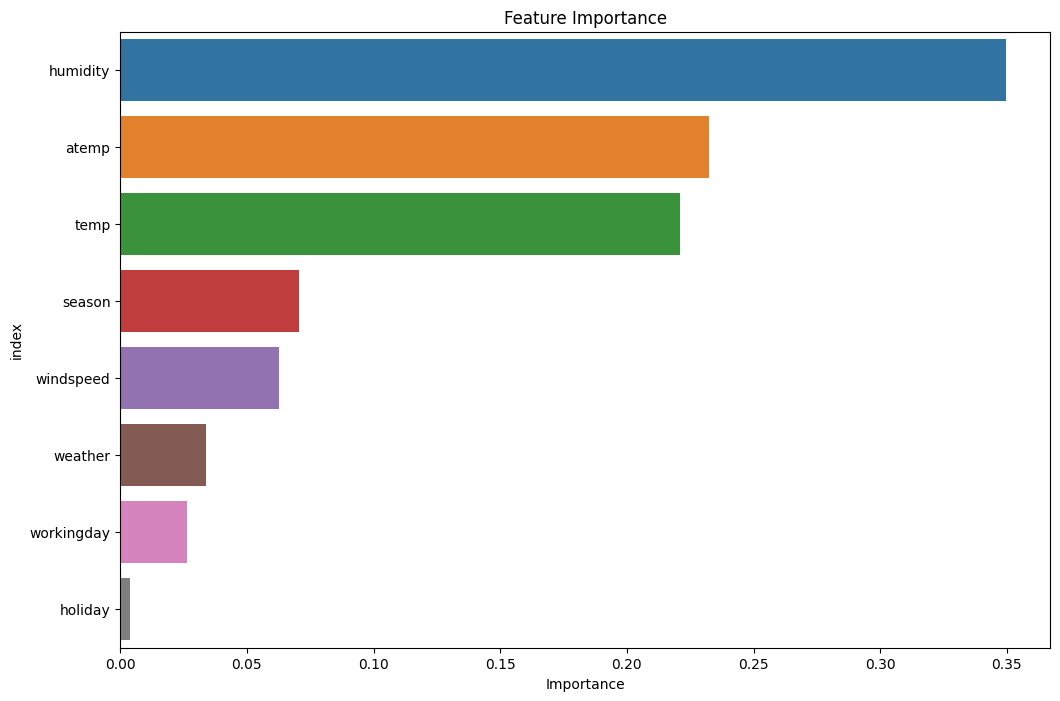 Feature Importance
humidity
atemp
temp
season
windspeed
weather
workingday
holiday
index
0.00 0.05 0.10 0.15 0.20 0.25 0.30 0.35
Importance